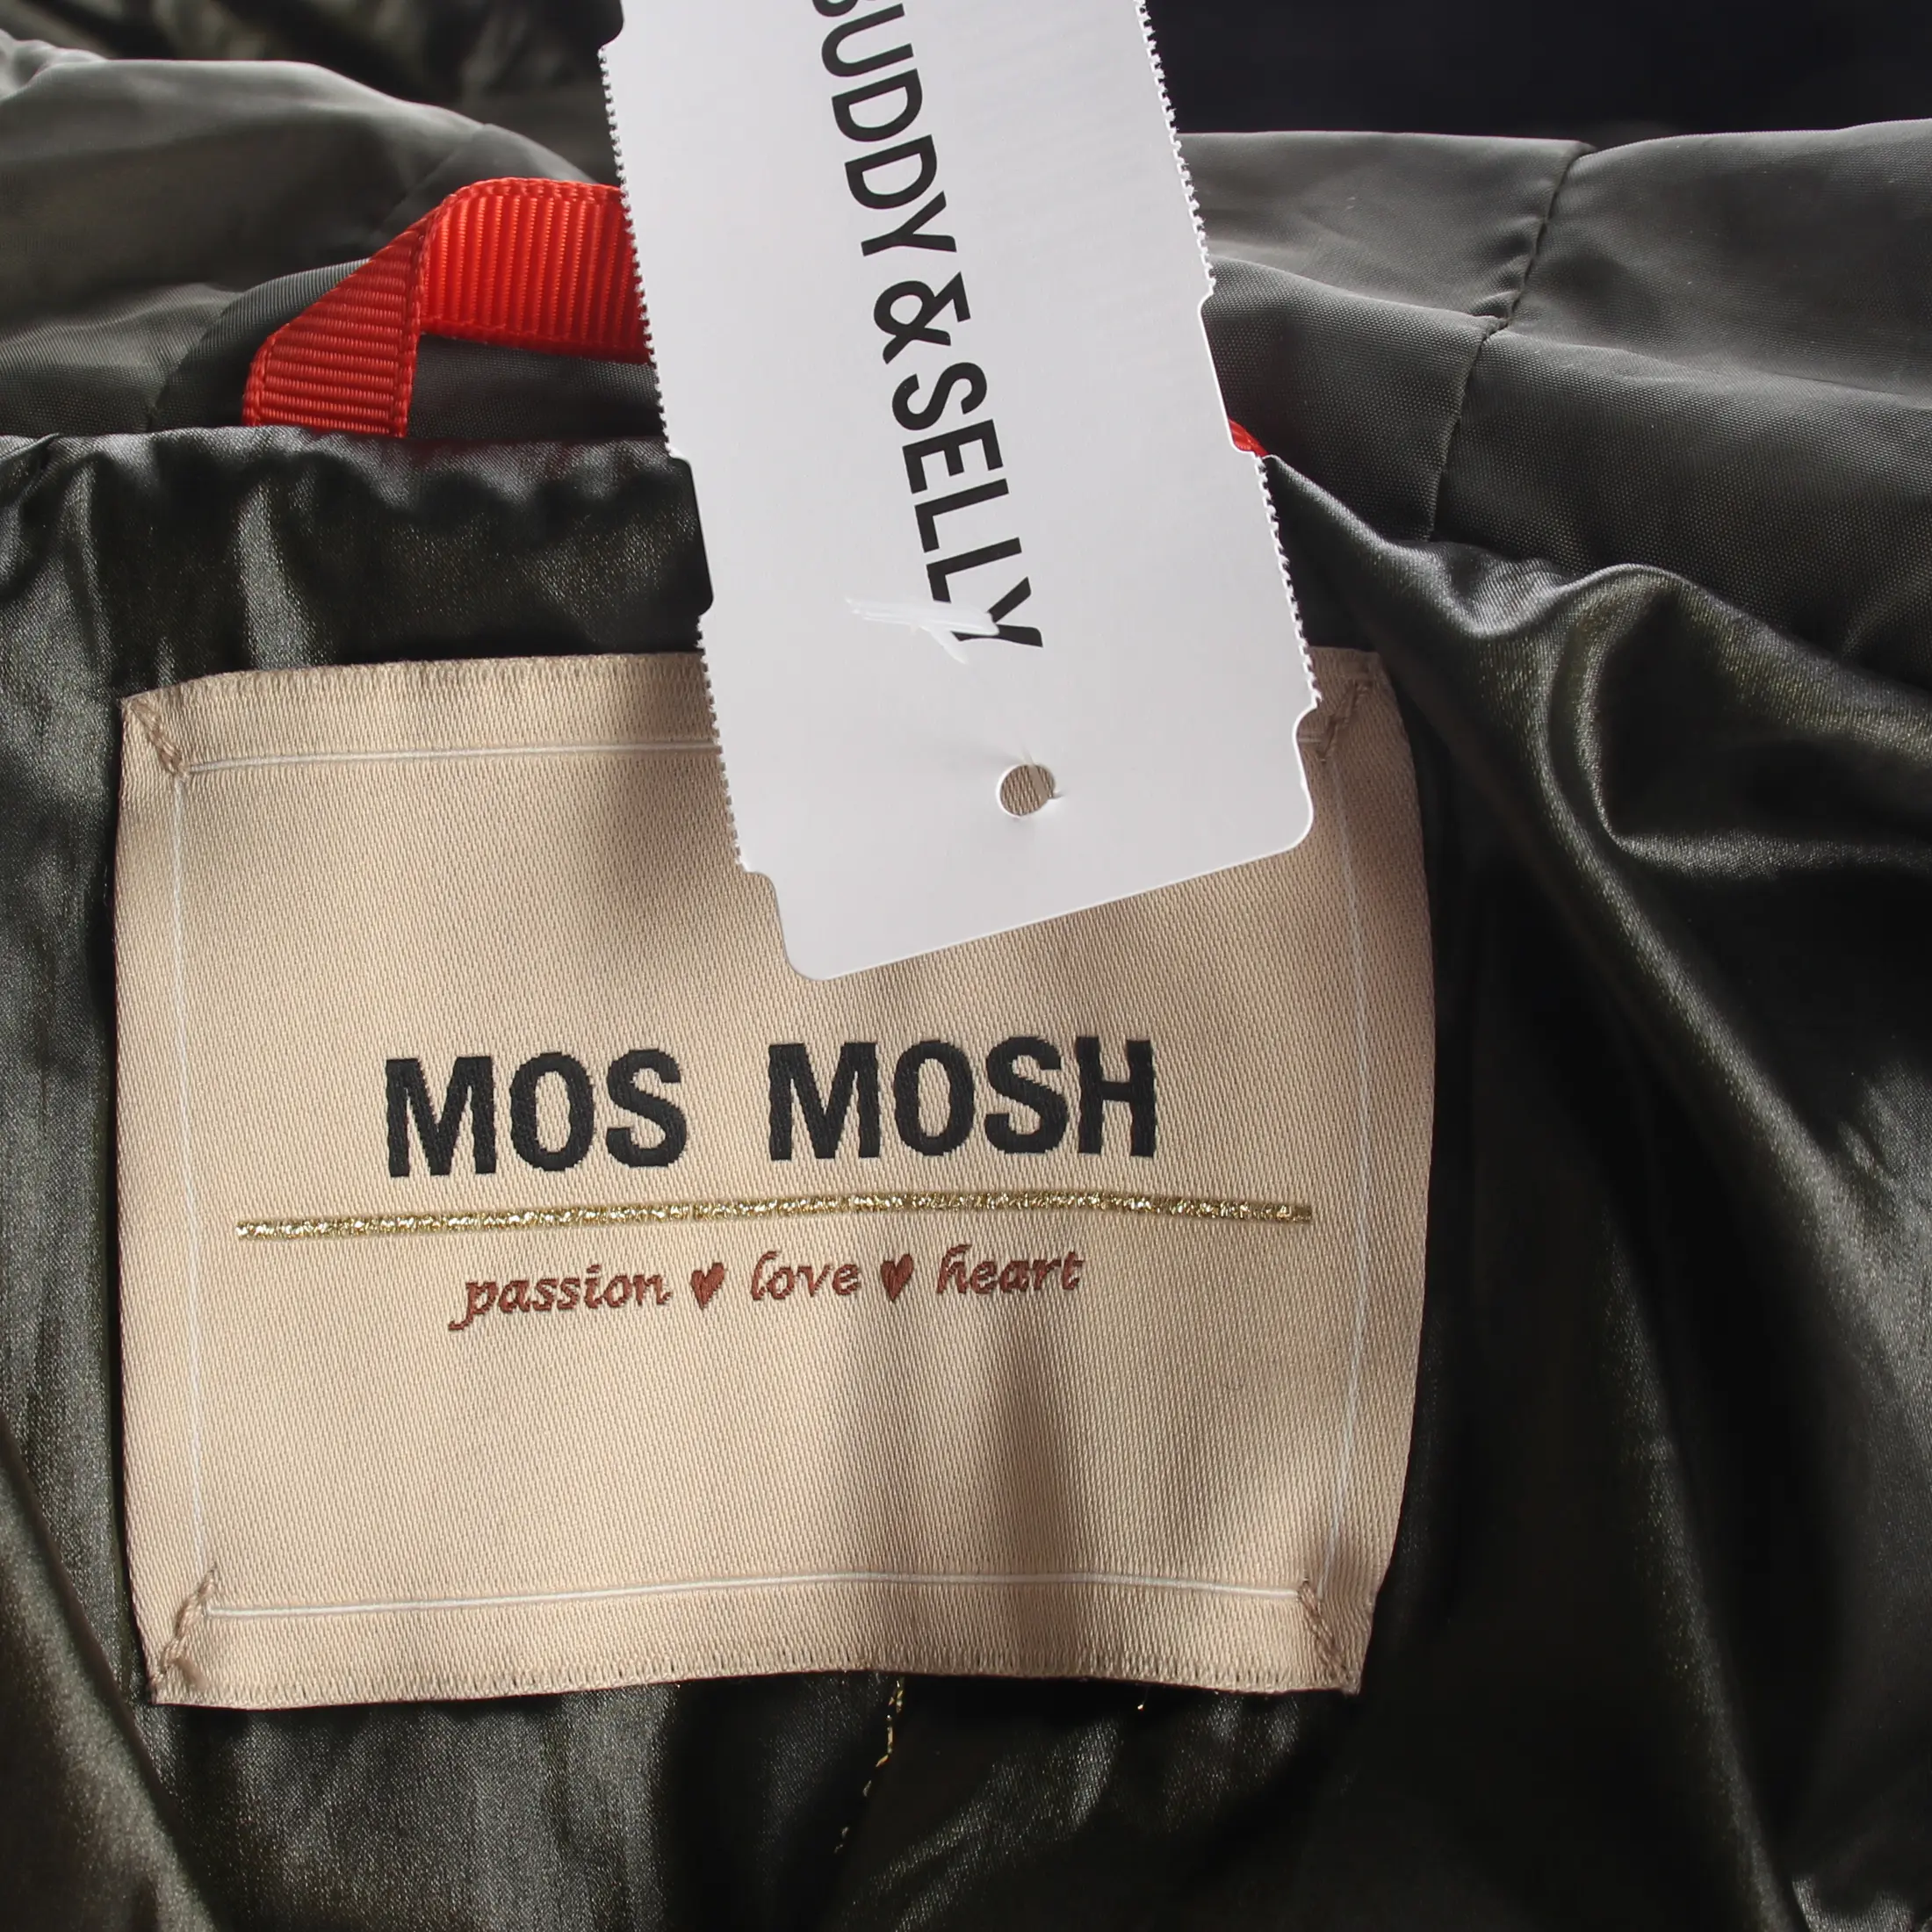 BUDDY & SELLY
MOS MOSH
passion ♥ love ♥ heart